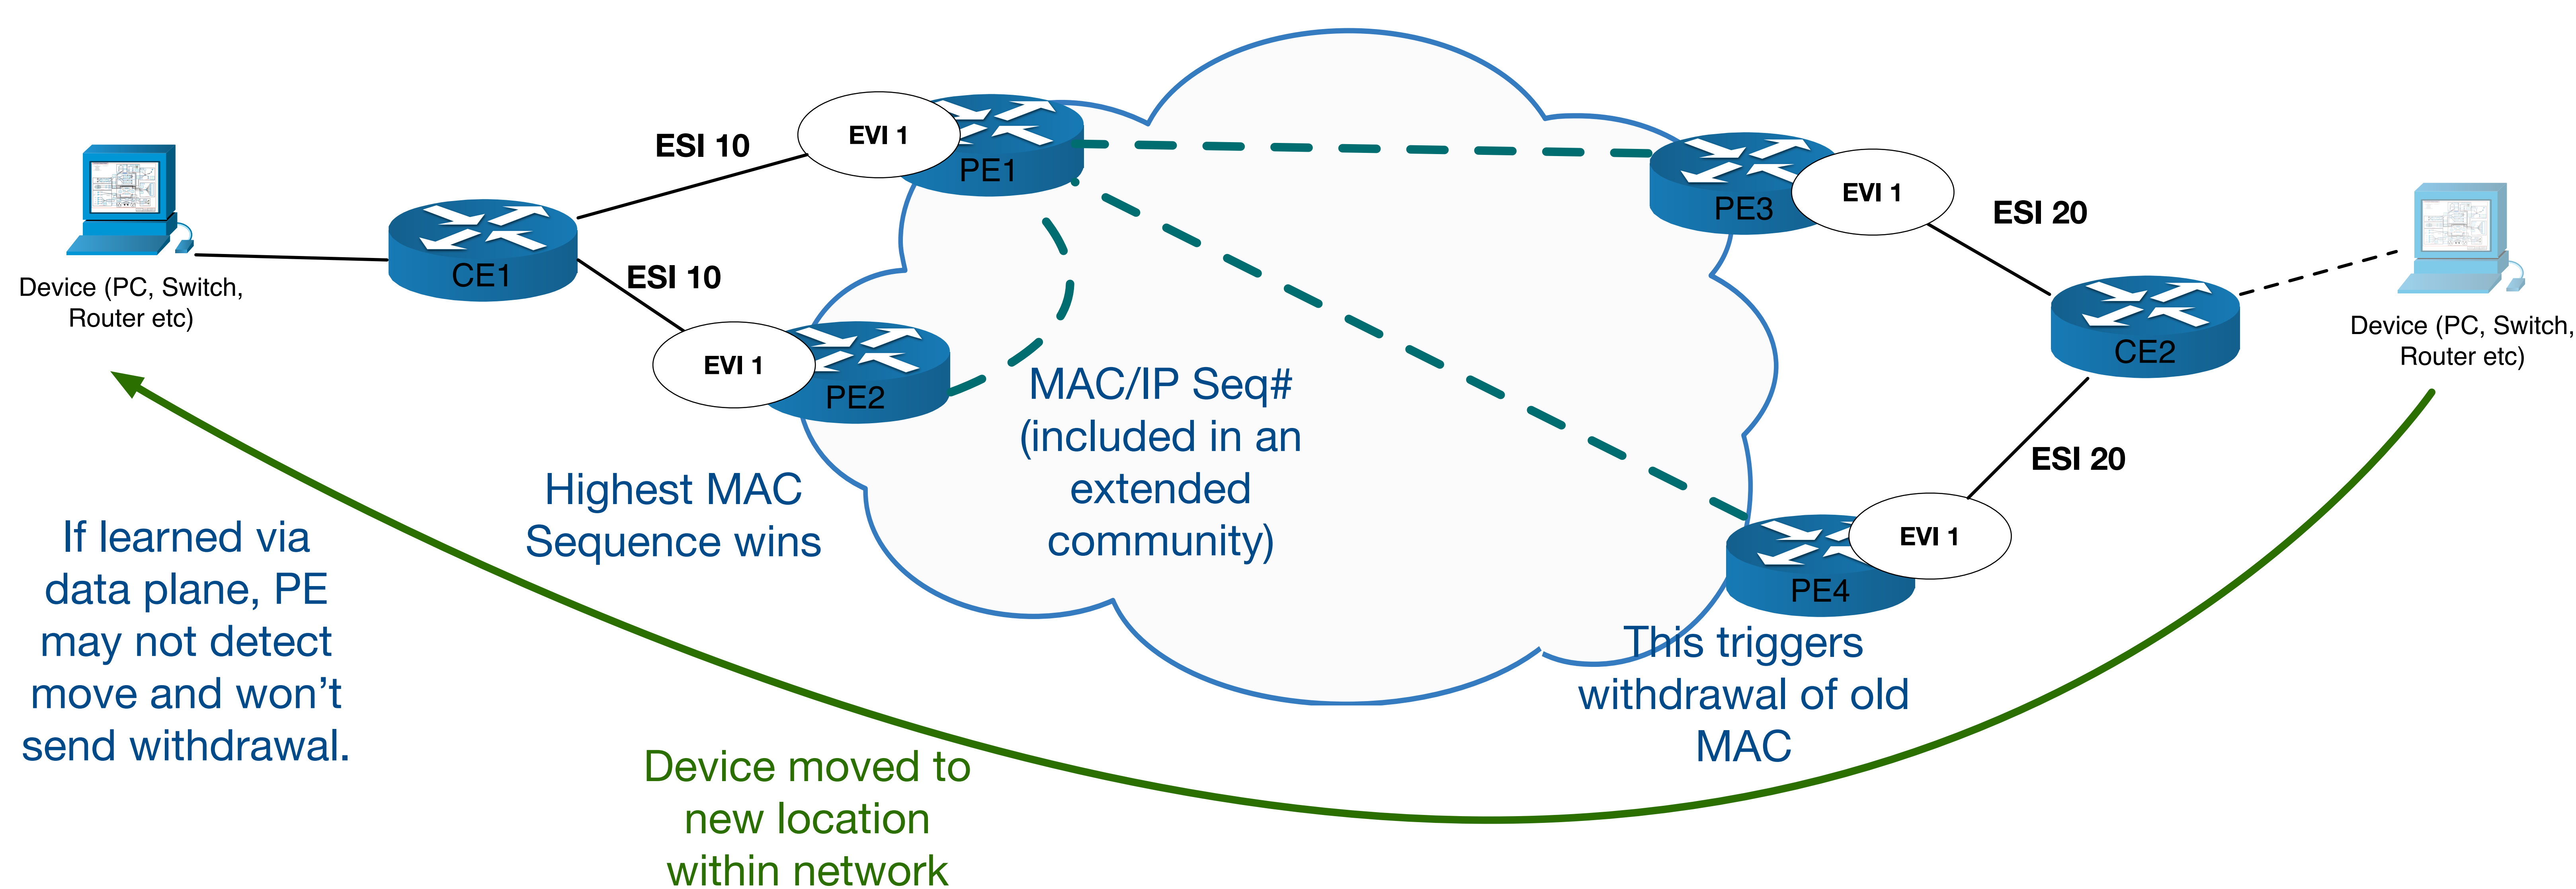 ESI 10
EVI 1
PE1
Device (PC, Switch,
Router etc)
CE1
ESI 10
EVI 1
PE2
PE3
EVI 1
ESI 20
CE2
Device (PC, Switch,
Router etc)
ESI 20
EVI 1
PE4
MAC/IP Seq#
(included in an
extended
community)
Highest MAC
Sequence wins
If learned via
data plane, PE
may not detect
move and won’t
send withdrawal.
This triggers
withdrawal of old
MAC
Device moved to
new location
within network